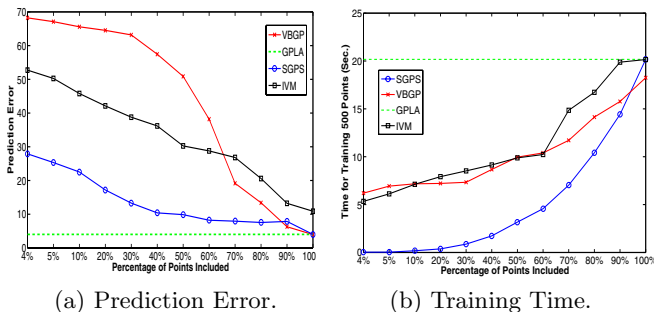 70
60
50
40
30
20
10
0
Prediction Error
VBGP
GPLA
SGPS
IVM
4% 5% 10% 20% 30% 40% 50% 60% 70% 80% 90% 100
Percentage of Points Included
(a) Prediction Error.
25
20
15
10
5
0
Time for Training 500 Points (Sec.)
SGPS
VBGP
GPLA
IVM
4% 5% 10% 20% 30% 40% 50% 60% 70% 80% 90% 100%
Percentage of Points Included
(b) Training Time.